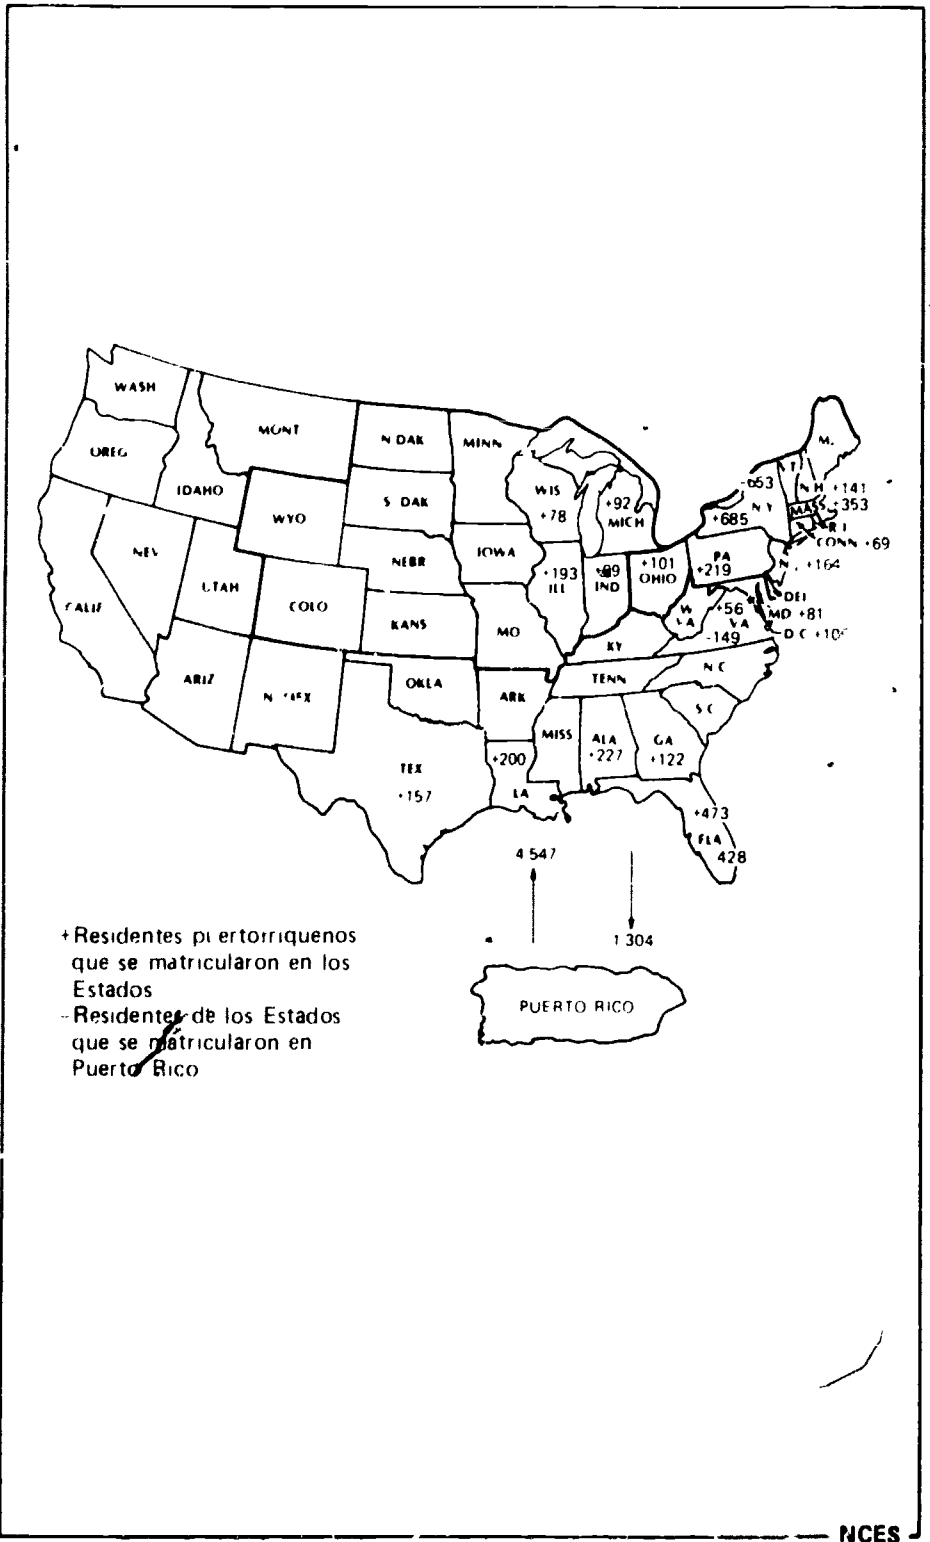 WASH
MONT
N DAK
MINN
OREG
IDAHO
S DAK
WIS
+78
+92
MICH
-653
N Y
+685
N H +141
MASS +353
R I
CONN +69
WYO
NEV
NEBR
IOWA
+193
ILL
IND
+101
OHIO
PA
+219
+164
DEL
MD +81
D C
UTAH
COLO
KANS
MO
+56
VA
-149
KY
ARIZ
OKLA
ARK
TENN
N C
S C
TEX
+157
+200
LA
MISS
ALA
+227
GA
+122
+473
FLA
428
4 547
1 304
PUERTO RICO
+Residentes puertorriquenos
que se matricularon en los
Estados
-Residentes de los Estados
que se matricularon en
Puerto Rico
NCES